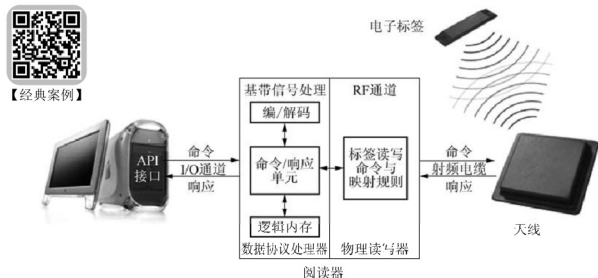 【经典案例】
电子标签
基带信号处理
编/解码
命令/响应
单元
逻辑内存
数据协议处理器
RF通道
标签读写
命令与
映射规则
物理读写器
API
接口
命令
I/O通道
响应
命令
射频电缆
响应
天线
阅读器